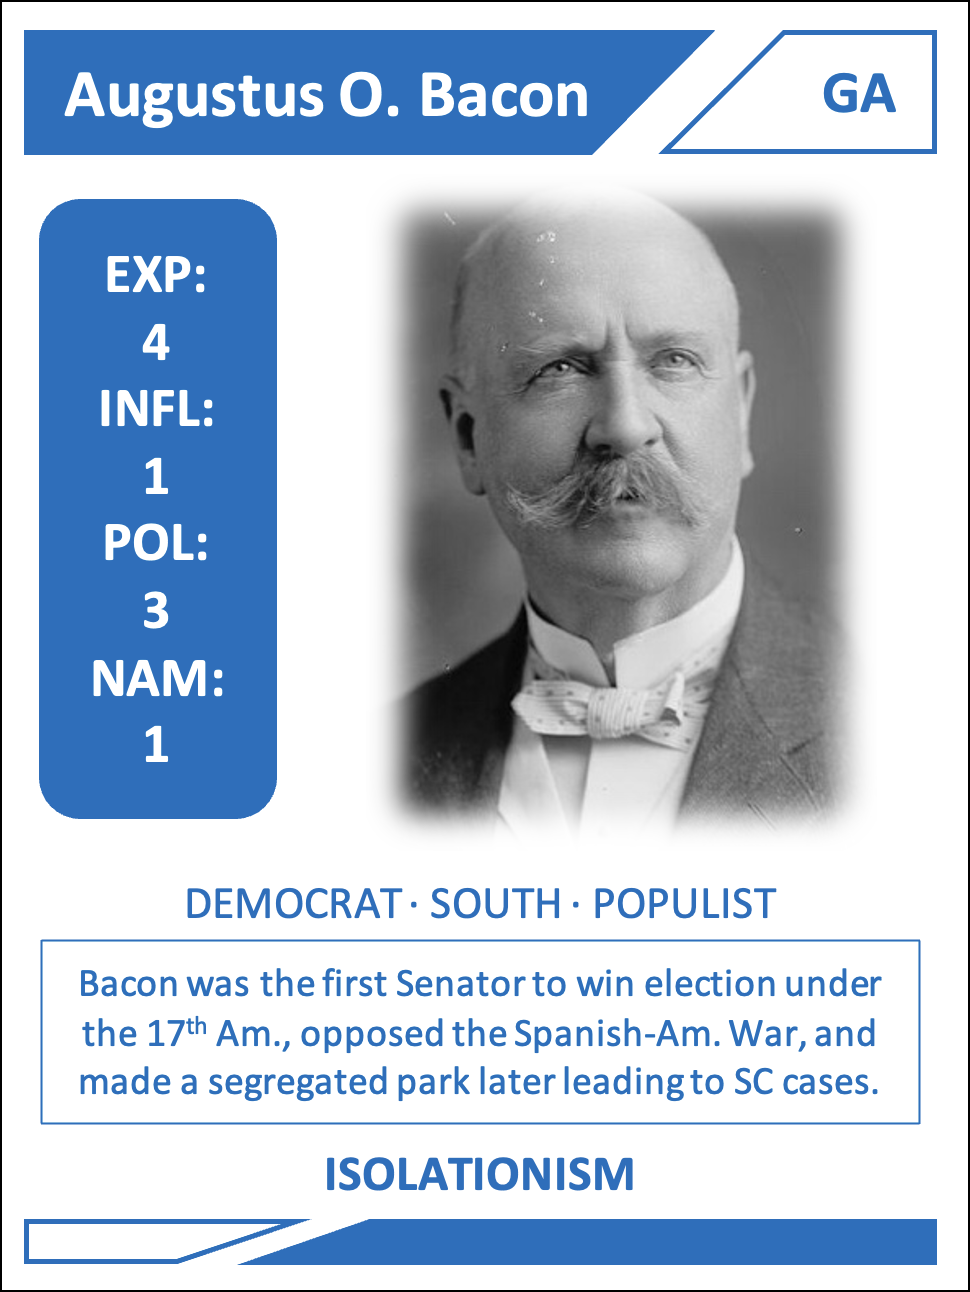 Augustus O. Bacon
GA
EXP:
4
INFL:
1
POL:
3
NAM:
1
DEMOCRAT · SOUTH · POPULIST
Bacon was the first Senator to win election under
the 17th Am., opposed the Spanish-Am. War, and
made a segregated park later leading to SC cases.
ISOLATIONISM